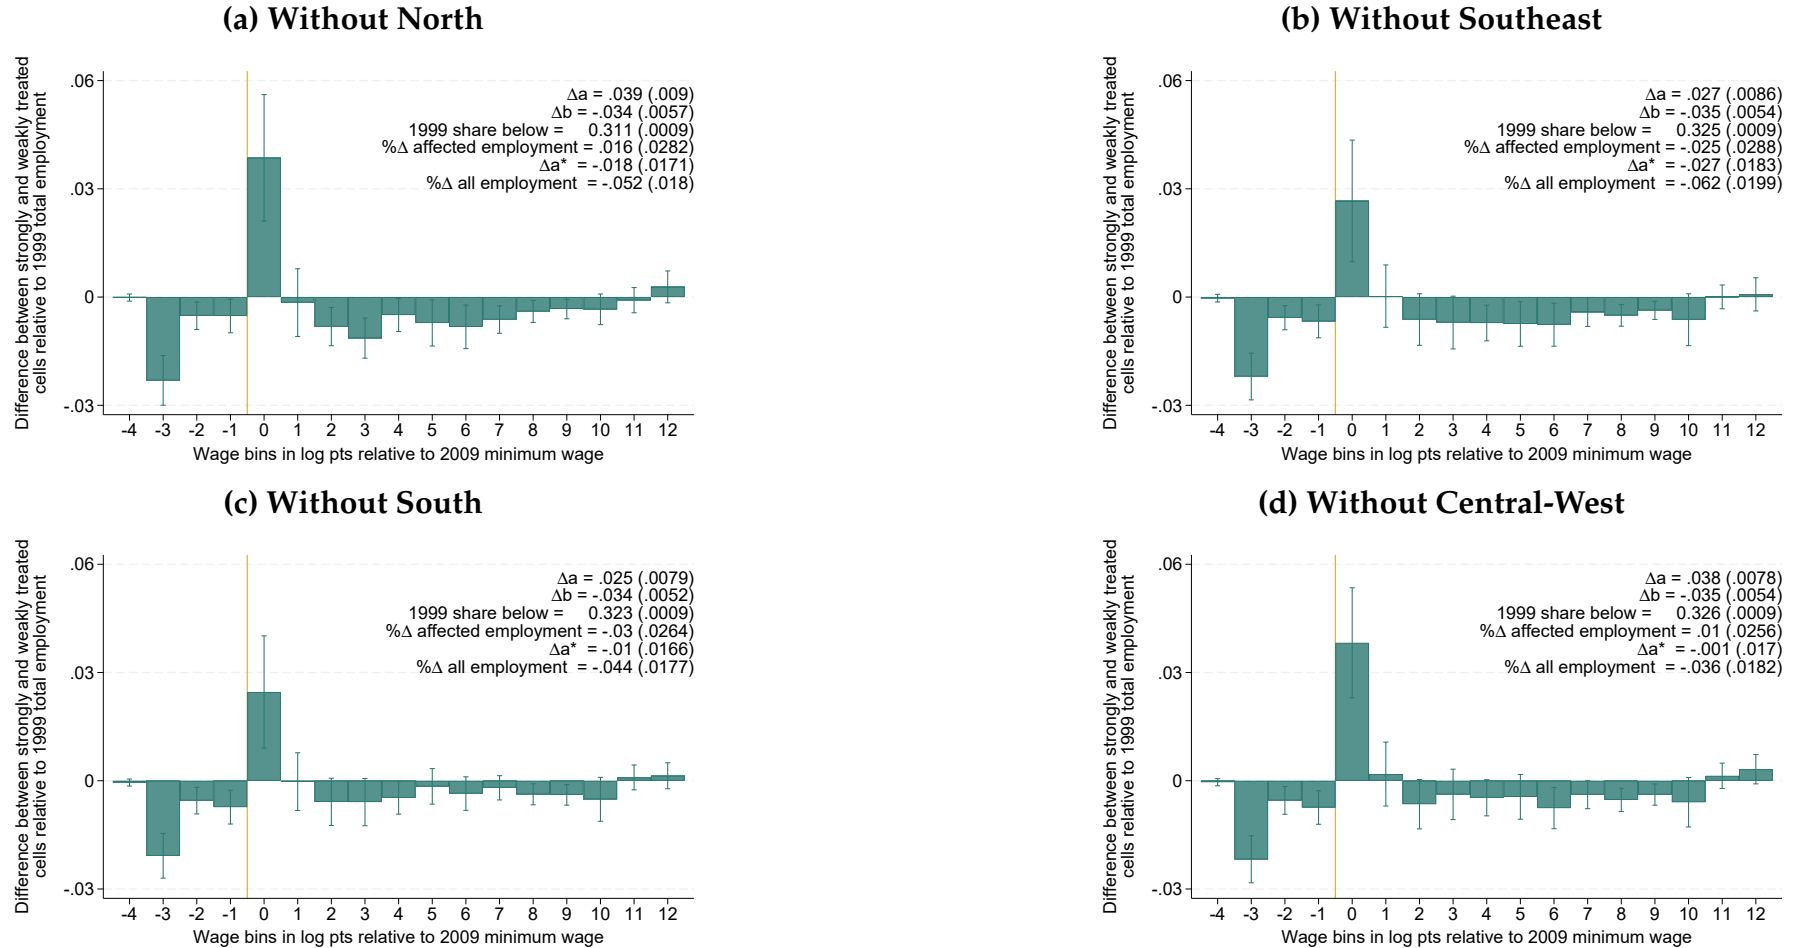 (a) Without North
Difference between strongly and weakly treated
cells relative to 1999 total employment
.06
.03
0
-.03
Δa = .039 (.009)
Δb = -.034 (.0057)
1999 share below = 0.311 (.0009)
%Δ affected employment = .016 (.0282)
Δa* = -.018 (.0171)
%Δ all employment = -.052 (.018)
-4 -3 -2 -1 0 1 2 3 4 5 6 7 8 9 10 11 12
Wage bins in log pts relative to 2009 minimum wage
(b) Without Southeast
Difference between strongly and weakly treated
cells relative to 1999 total employment
.06
.03
0
-.03
Δa = .027 (.0086)
Δb = -.035 (.0054)
1999 share below = 0.325 (.0009)
%Δ affected employment = -.025 (.0288)
Δa* = -.027 (.0183)
%Δ all employment = -.062 (.0199)
-4 -3 -2 -1 0 1 2 3 4 5 6 7 8 9 10 11 12
Wage bins in log pts relative to 2009 minimum wage
(c) Without South
Difference between strongly and weakly treated
cells relative to 1999 total employment
.06
.03
0
-.03
Δa = .025 (.0079)
Δb = -.034 (.0052)
1999 share below = 0.323 (.0009)
%Δ affected employment = -.03 (.0264)
Δa* = -.01 (.0166)
%Δ all employment = -.044 (.0177)
-4 -3 -2 -1 0 1 2 3 4 5 6 7 8 9 10 11 12
Wage bins in log pts relative to 2009 minimum wage
(d) Without Central-West
Difference between strongly and weakly treated
cells relative to 1999 total employment
.06
.03
0
-.03
Δa = .038 (.0078)
Δb = -.035 (.0054)
1999 share below = 0.326 (.0009)
%Δ affected employment = .01 (.0256)
Δa* = -.001 (.017)
%Δ all employment = -.036 (.0182)
-4 -3 -2 -1 0 1 2 3 4 5 6 7 8 9 10 11 12
Wage bins in log pts relative to 2009 minimum wage